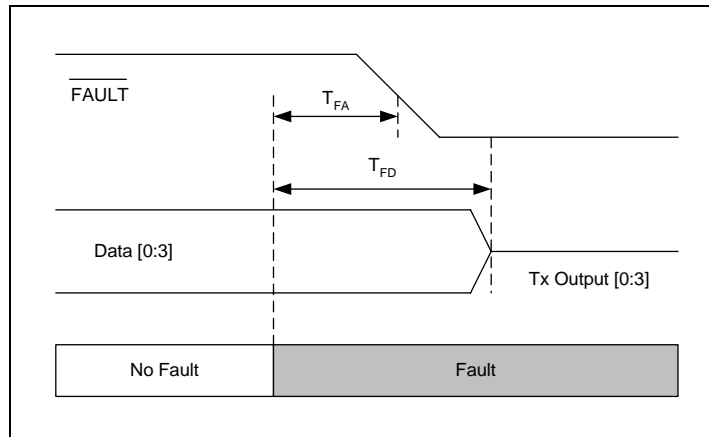 FAULT
TFA
TFD
Data [0:3]
Tx Output [0:3]
No Fault
Fault